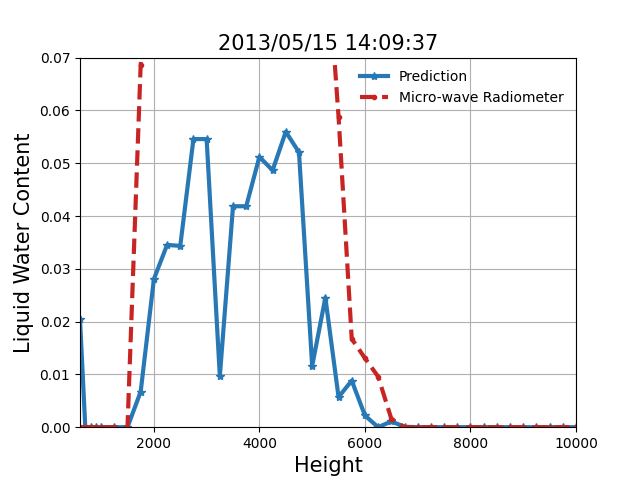 2013/05/15 14:09:37
0.07
0.06
0.05
0.04
0.03
0.02
0.01
0.00
Liquid Water Content
Prediction
Micro-wave Radiometer
2000 4000 6000 8000 10000
Height